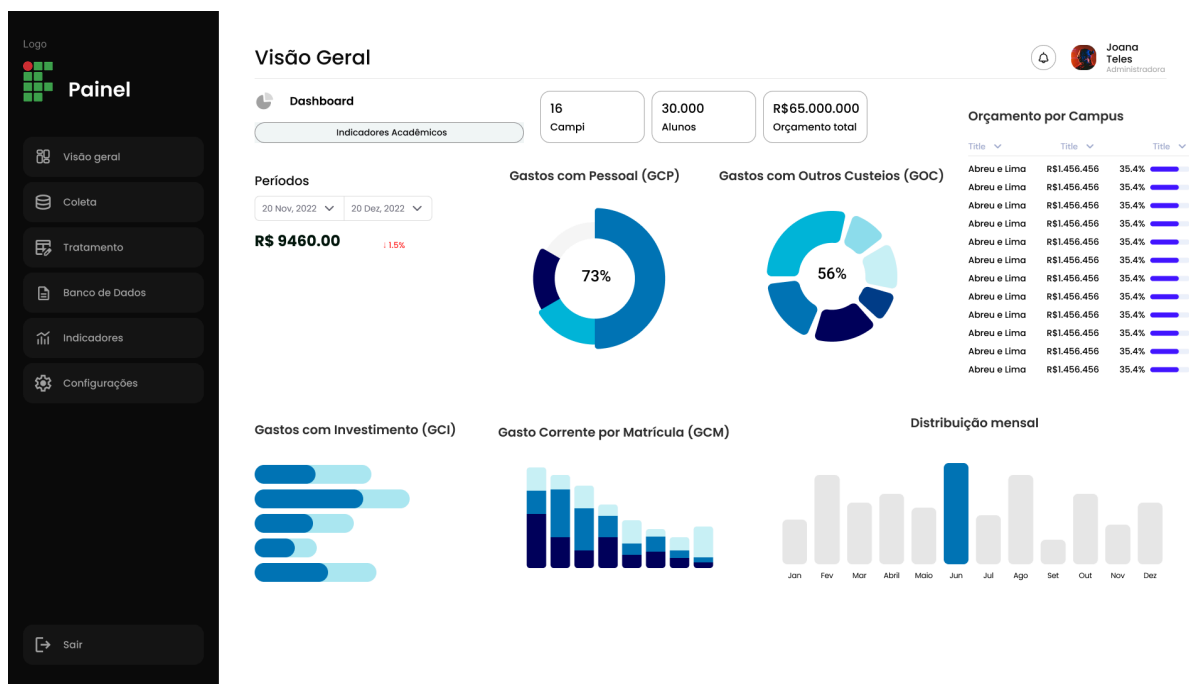 Logo
Painel
Visão geral
Coleta
Tratamento
Banco de Dados
Indicadores
Configurações
Sair
Visão Geral
Joana
Teles
Administradora
Dashboard
Indicadores Acadêmicos
16
Campi
30.000
Alunos
R$65.000.000
Orçamento total
Períodos
20 Nov, 2022
20 Dez, 2022
R$ 9460.00
↓ 1.5%
Gastos com Pessoal (GCP)
73%
Gastos com Outros Custeios (GOC)
56%
Orçamento por Campus
Title Title Title
Abreu e Lima R$1.456.456 35.4%
Abreu e Lima R$1.456.456 35.4%
Abreu e Lima R$1.456.456 35.4%
Abreu e Lima R$1.456.456 35.4%
Abreu e Lima R$1.456.456 35.4%
Abreu e Lima R$1.456.456 35.4%
Abreu e Lima R$1.456.456 35.4%
Abreu e Lima R$1.456.456 35.4%
Abreu e Lima R$1.456.456 35.4%
Abreu e Lima R$1.456.456 35.4%
Abreu e Lima R$1.456.456 35.4%
Abreu e Lima R$1.456.456 35.4%
Gastos com Investimento (GCI)
Gasto Corrente por Matrícula (GCM)
Distribuição mensal
Jan Fev Mar Abril Maio Jun Jul Ago Set Out Nov Dez